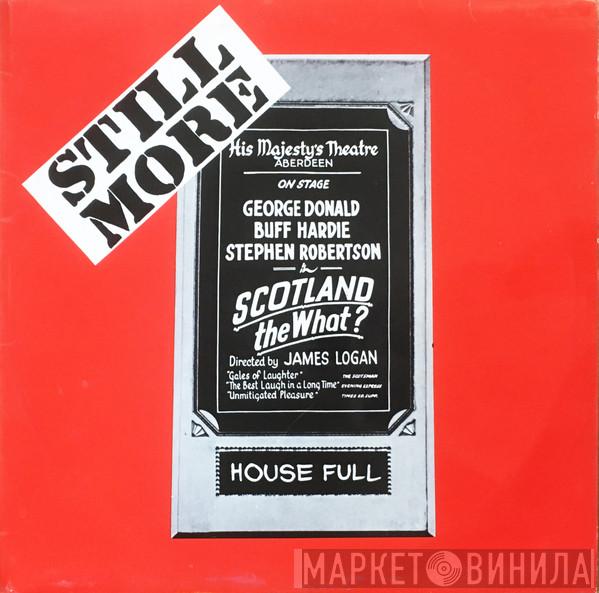 STILL
MORE
His Majesty's Theatre
ABERDEEN
ON STAGE
GEORGE DONALD
BUFF HARDIE
STEPHEN ROBERTSON
in
SCOTLAND
the What?
Directed by JAMES LOGAN
"Gales of Laughter" THE SCOTSMAN
"The Best Laugh in a Long Time" EVENING EXPRESS
"Unmitigated Pleasure" TIMES ED. SUPP.
HOUSE FULL
МАРКЕТ ВИНИЛА